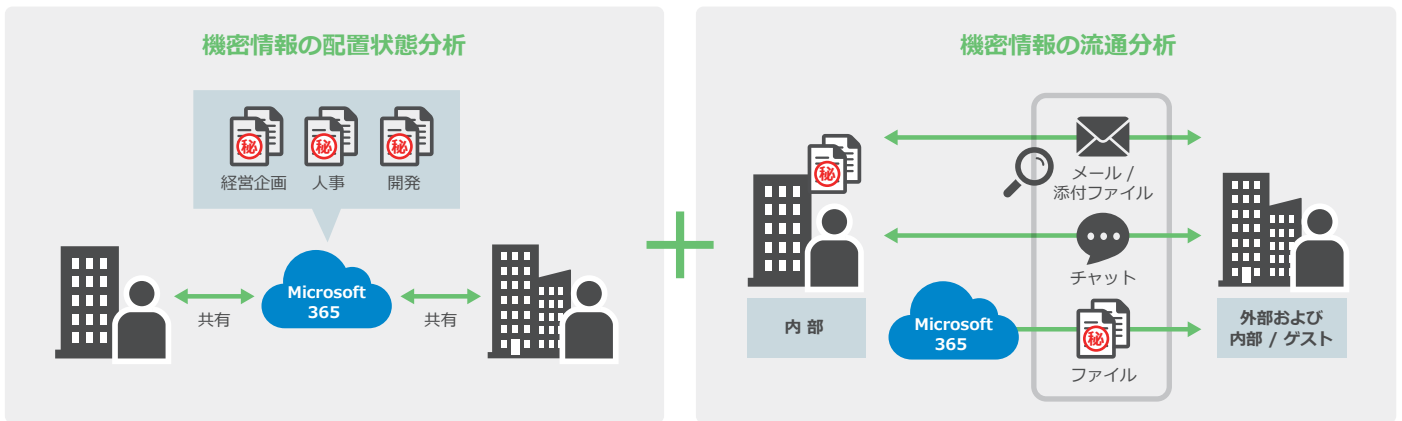 機密情報の配置状態分析
秘
秘
秘
経営企画
人事
開発
Microsoft
365
共有
共有
機密情報の流通分析
秘
メール /
添付ファイル
チャット
Microsoft
365
秘
ファイル
内 部
外部および
内部 / ゲスト